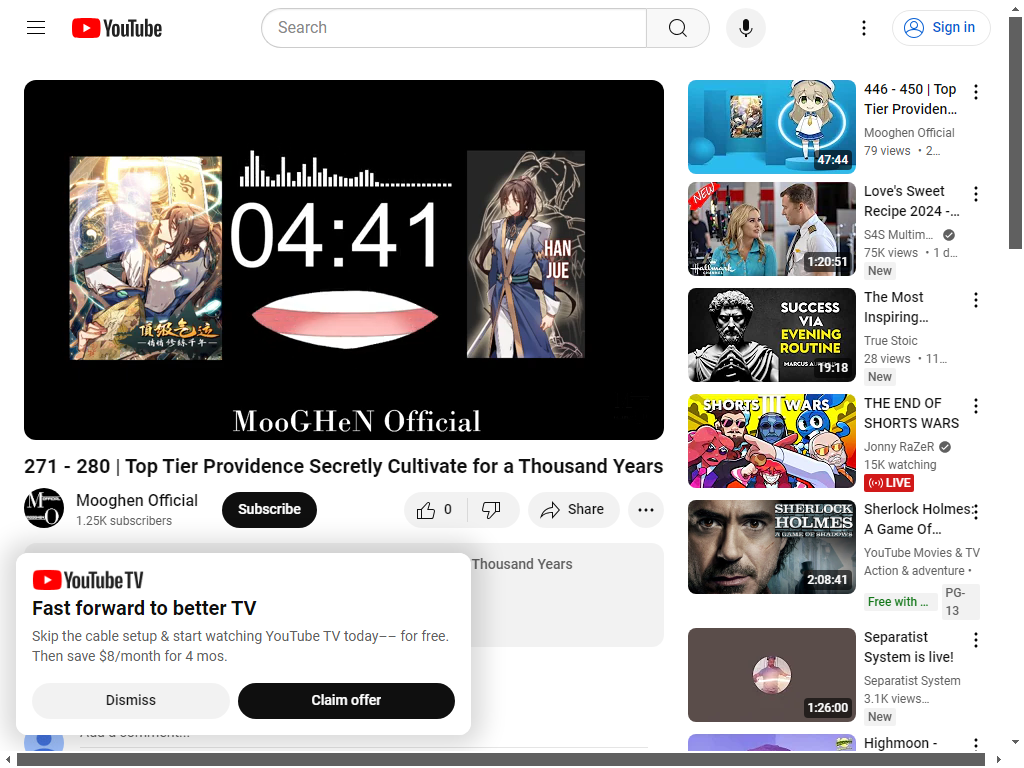 YouTube
Search
Sign in
04:41
HAN
JUE
MooGHeN Official
271 - 280 | Top Tier Providence Secretly Cultivate for a Thousand Years
Mooghen Official
1.25K subscribers
Subscribe
0
Share
Thousand Years
YouTube TV
Fast forward to better TV
Skip the cable setup & start watching YouTube TV today–– for free.
Then save $8/month for 4 mos.
Dismiss
Claim offer
Add a comment...
47:44
446 - 450 | Top
Tier Providen…
Mooghen Official
79 views • 2…
NEW
Hallmark
CHANNEL
1:20:51
Love's Sweet
Recipe 2024 -…
S4S Multim…
75K views • 1 d…
New
SUCCESS
VIA
EVENING
ROUTINE
19:18
The Most
Inspiring…
True Stoic
28 views • 11…
New
SHORTS WARS
THE END OF
SHORTS WARS
Jonny RaZeR
15K watching
LIVE
SHERLOCK
HOLMES
A GAME OF SHADOWS
2:08:41
Sherlock Holmes:
A Game Of…
YouTube Movies & TV
Action & adventure •
Free with …
PG-
13
1:26:00
Separatist
System is live!
Separatist System
3.1K views…
New
Highmoon -